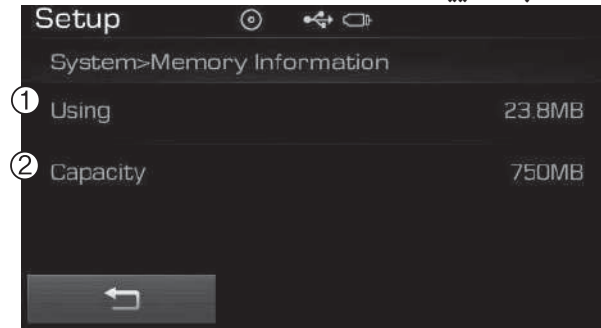 Setup
System>Memory Information
① Using 23.8MB
② Capacity 750MB